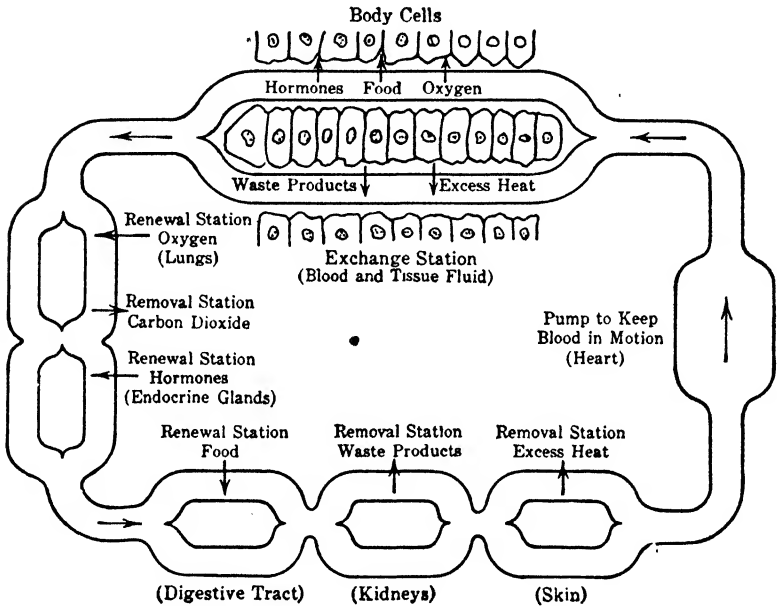 Body Cells
Hormones Food Oxygen
Waste Products Excess Heat
Exchange Station
(Blood and Tissue Fluid)
Renewal Station
Oxygen
(Lungs)
Removal Station
Carbon Dioxide
Renewal Station
Hormones
(Endocrine Glands)
Pump to Keep
Blood in Motion
(Heart)
Renewal Station
Food
Removal Station
Waste Products
Removal Station
Excess Heat
(Digestive Tract)
(Kidneys)
(Skin)